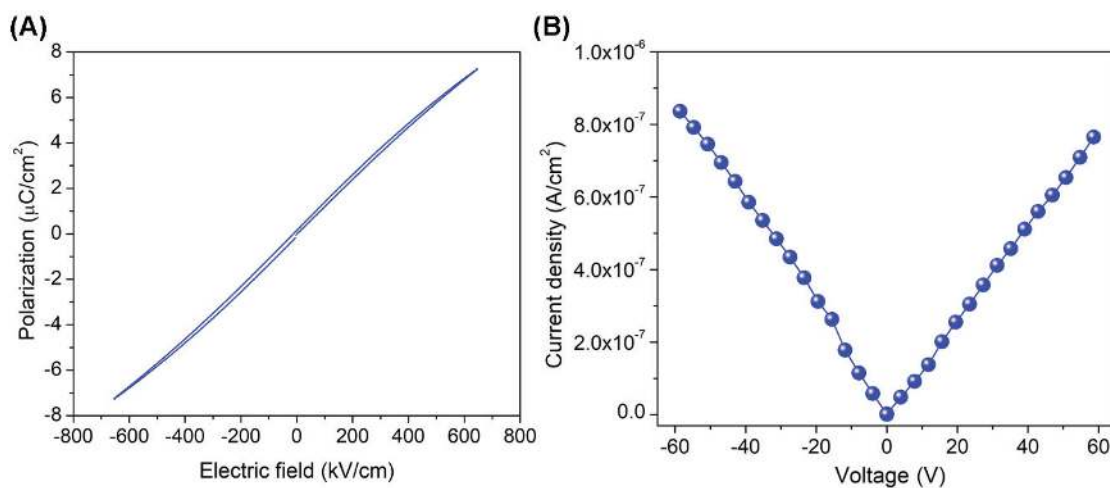 (A)
8
6
4
2
0
-2
-4
-6
-8
-800 -600 -400 -200 0 200 400 600 800
Polarization (μC/cm²)
Electric field (kV/cm)
(B)
1.0x10⁻⁶
8.0x10⁻⁷
6.0x10⁻⁷
4.0x10⁻⁷
2.0x10⁻⁷
0.0
-60 -40 -20 0 20 40 60
Current density (A/cm²)
Voltage (V)